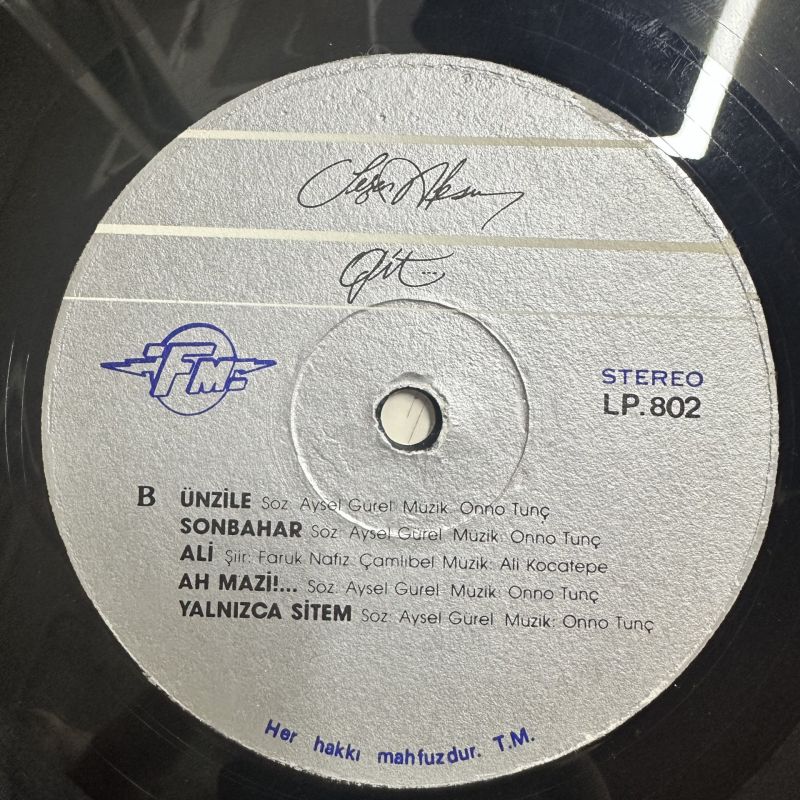 Sezen Aksu
Git...
FMC
STEREO
LP.802
B ÜNZİLE Söz: Aysel Gürel Müzik: Onno Tunç
SONBAHAR Söz: Aysel Gürel Müzik: Onno Tunç
ALİ Şiir: Faruk Nafiz Çamlıbel Müzik: Ali Kocatepe
AH MAZİ!... Söz: Aysel Gürel Müzik: Onno Tunç
YALNIZCA SİTEM Söz: Aysel Gürel Müzik: Onno Tunç
Her hakkı mahfuzdur. T.M.